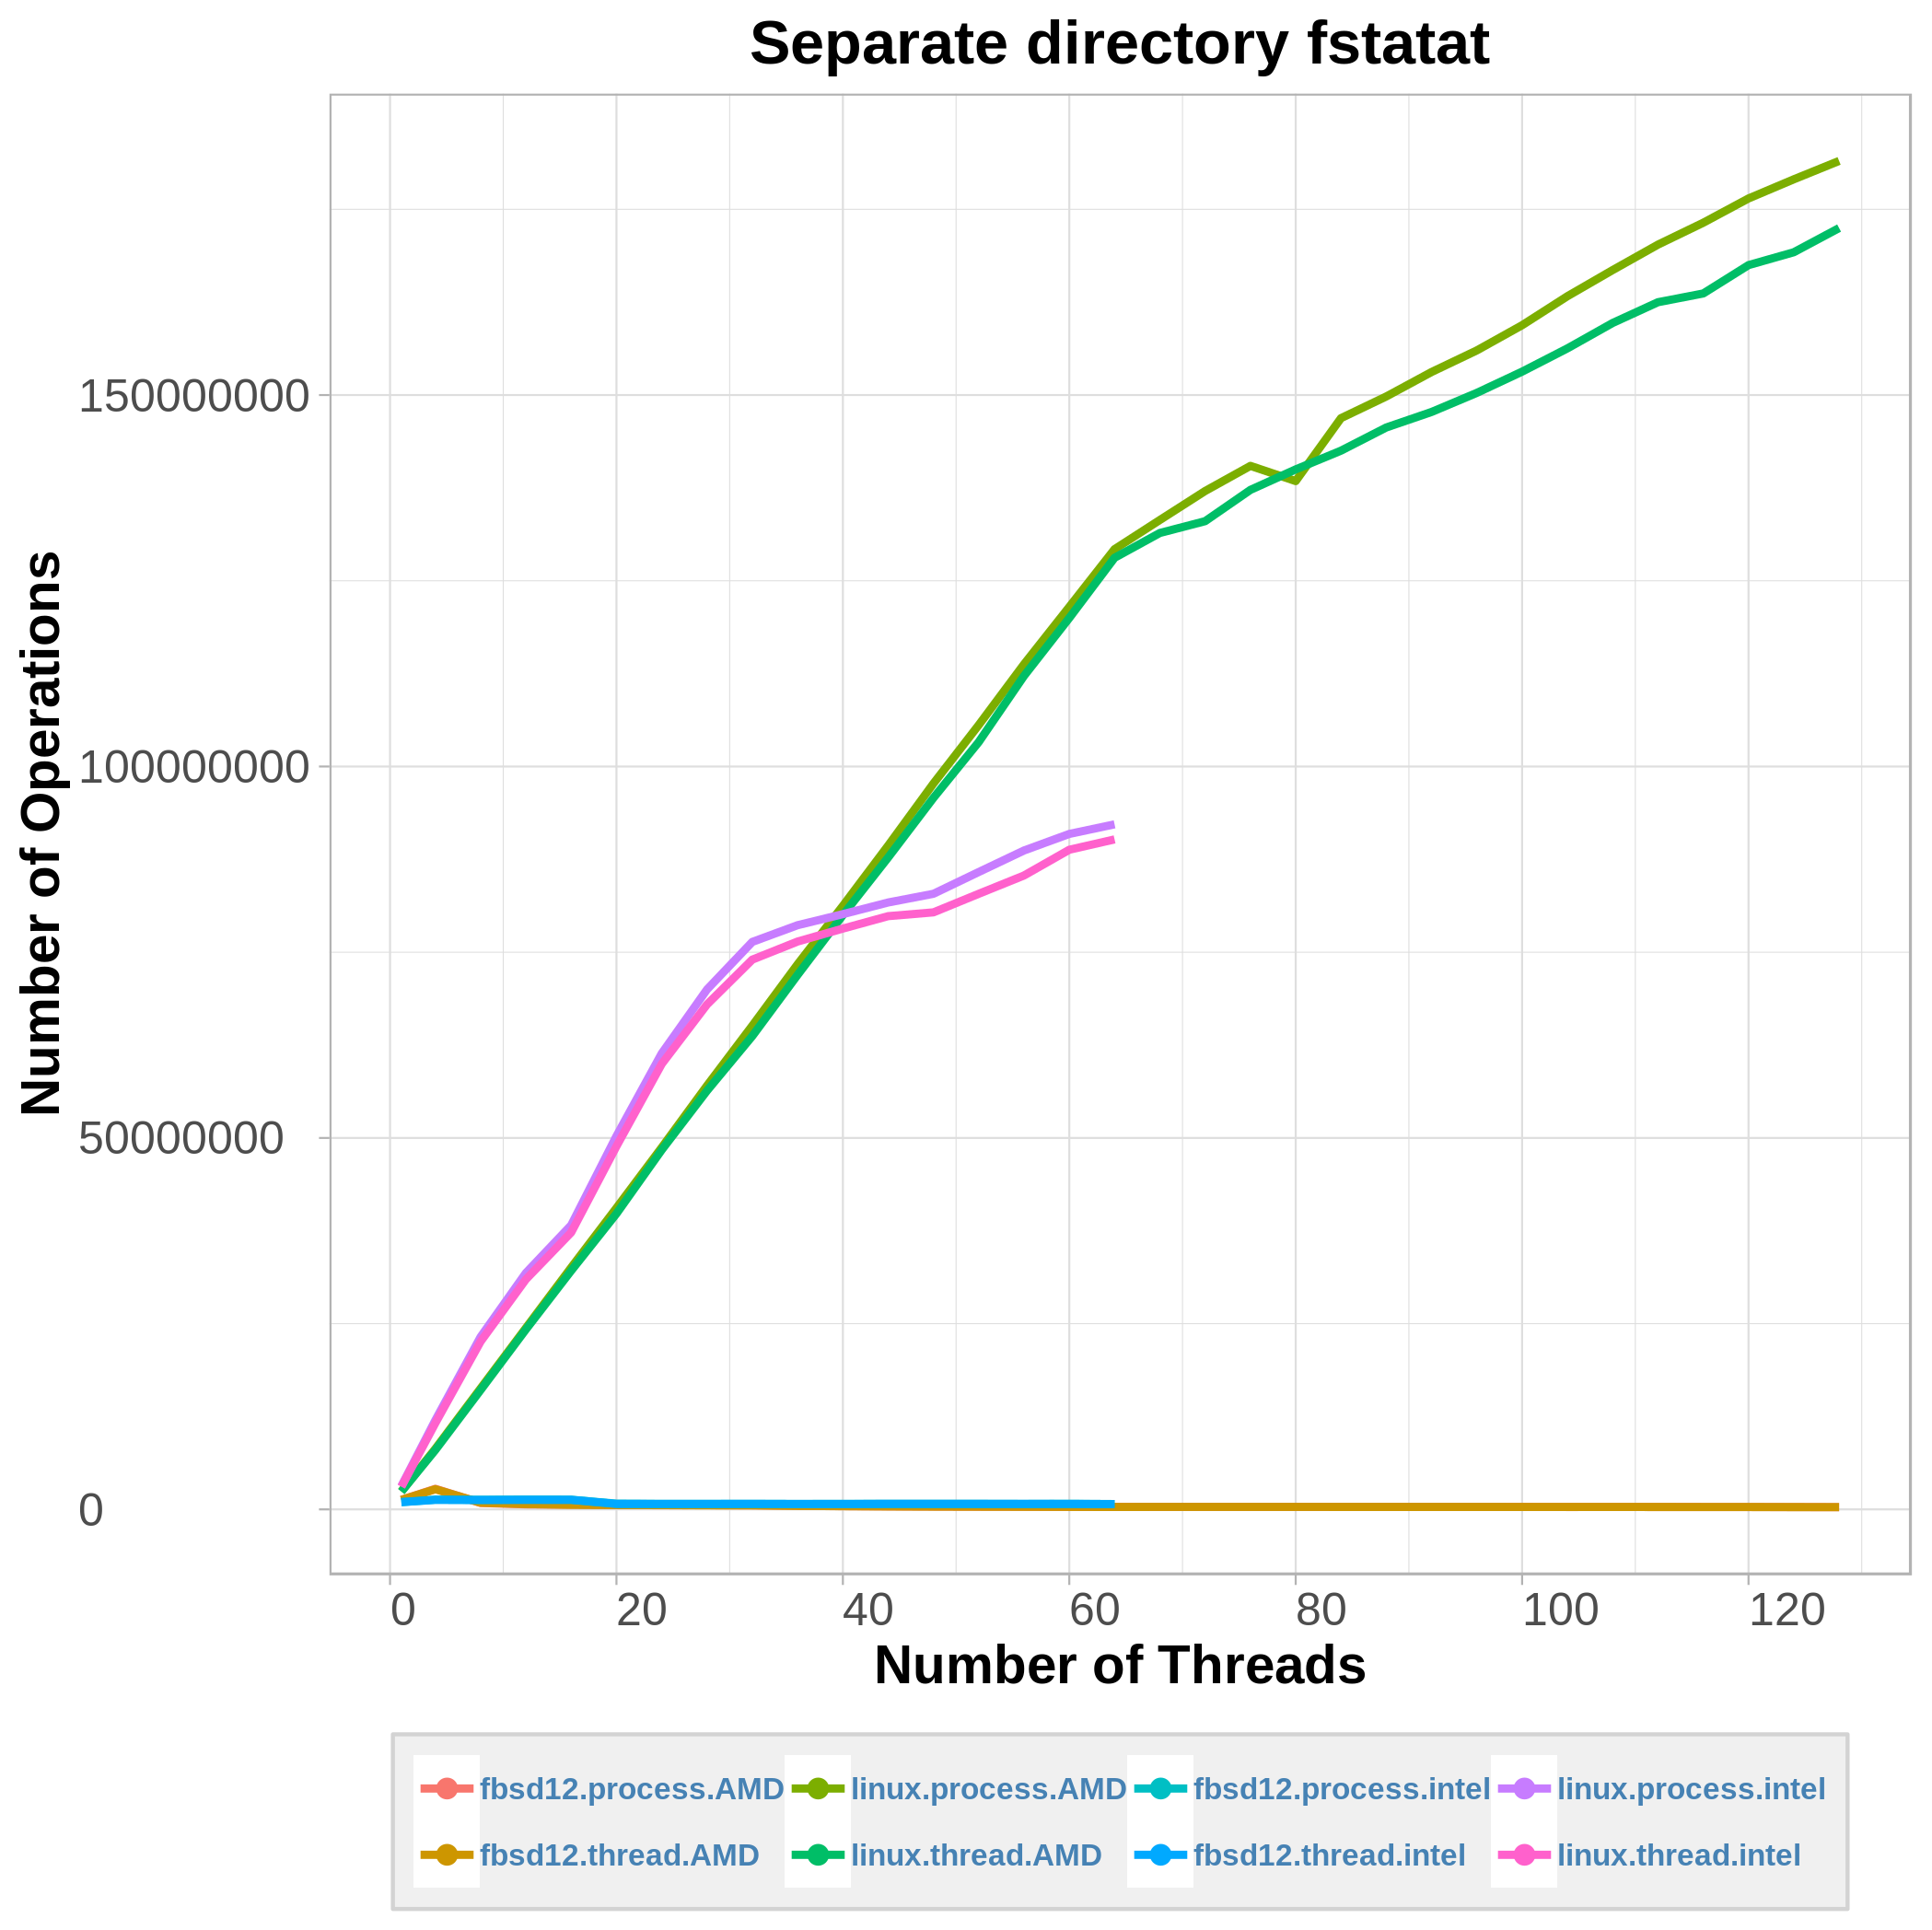 Separate directory fstatat
Number of Operations
150000000
100000000
50000000
0
0 20 40 60 80 100 120
Number of Threads
fbsd12.process.AMD linux.process.AMD fbsd12.process.intel linux.process.intel
fbsd12.thread.AMD linux.thread.AMD fbsd12.thread.intel linux.thread.intel